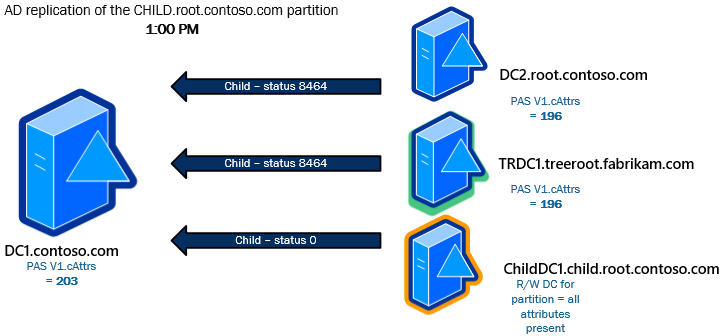 AD replication of the CHILD.root.contoso.com partition
1:00 PM
Child – status 8464
DC2.root.contoso.com
PAS V1.cAttrs
= 196
Child – status 8464
TRDC1.treeroot.fabrikam.com
PAS V1.cAttrs
= 196
Child – status 0
DC1.contoso.com
PAS V1.cAttrs
= 203
ChildDC1.child.root.contoso.com
R/W DC for
partition = all
attributes
present